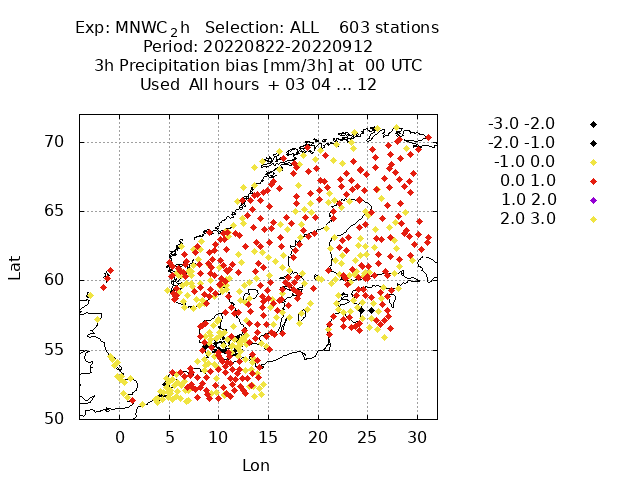 Exp: MNWC_2h Selection: ALL 603 stations
Period: 20220822-20220912
3h Precipitation bias [mm/3h] at 00 UTC
Used All hours + 03 04 ... 12
-3.0 -2.0
-2.0 -1.0
-1.0 0.0
0.0 1.0
1.0 2.0
2.0 3.0
70
65
60
55
50
Lat
0 5 10 15 20 25 30
Lon